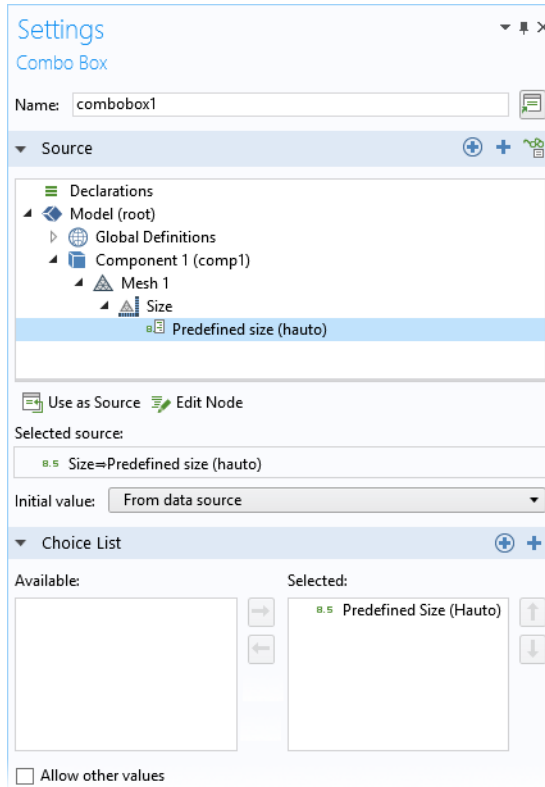 Settings
Combo Box
Name: combobox1
Source
Declarations
Model (root)
Global Definitions
Component 1 (comp1)
Mesh 1
Size
Predefined size (hauto)
Use as Source Edit Node
Selected source:
8.5 Size⇒Predefined size (hauto)
Initial value: From data source
Choice List
Available: Selected:
8.5 Predefined Size (Hauto)
Allow other values